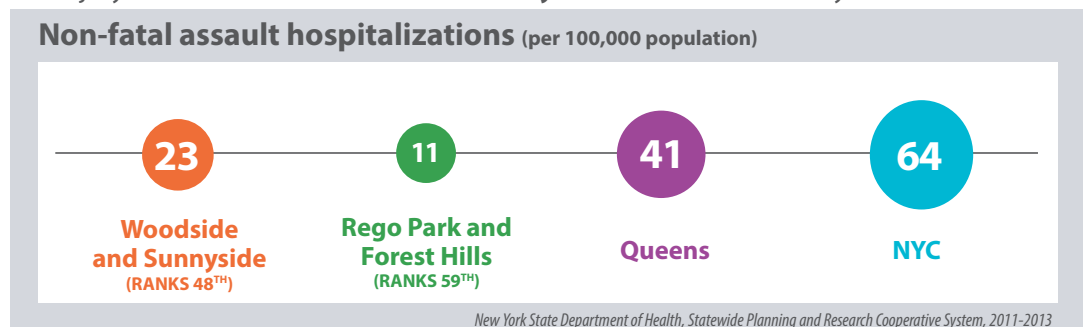 Non-fatal assault hospitalizations (per 100,000 population)
23
11
41
64
Woodside
and Sunnyside
(RANKS 48TH)
Rego Park and
Forest Hills
(RANKS 59TH)
Queens
NYC
New York State Department of Health, Statewide Planning and Research Cooperative System, 2011-2013